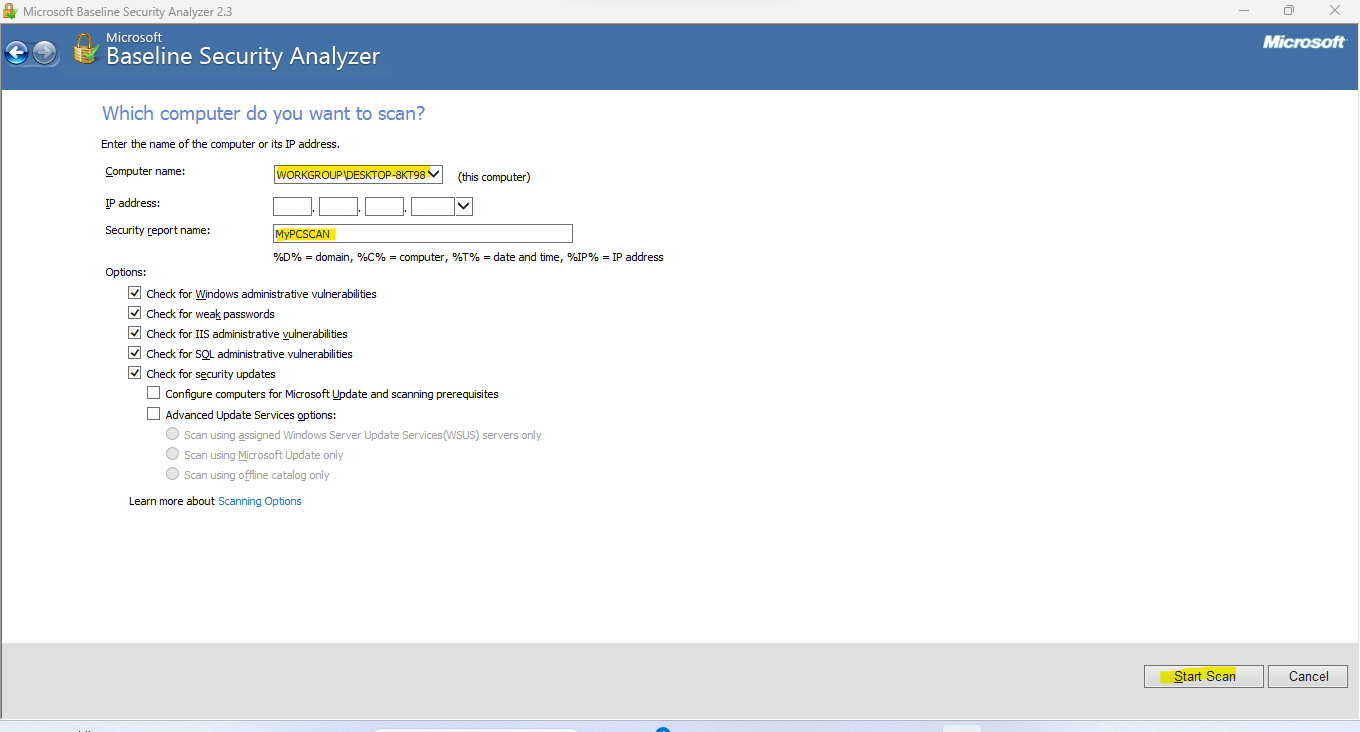 Microsoft Baseline Security Analyzer 2.3
Microsoft
Baseline Security Analyzer
Microsoft
Which computer do you want to scan?
Enter the name of the computer or its IP address.
Computer name: WORKGROUP\DESKTOP-8KT98 (this computer)
IP address: . . .
Security report name: MyPCSCAN
%D% = domain, %C% = computer, %T% = date and time, %IP% = IP address
Options:
Check for Windows administrative vulnerabilities
Check for weak passwords
Check for IIS administrative vulnerabilities
Check for SQL administrative vulnerabilities
Check for security updates
Configure computers for Microsoft Update and scanning prerequisites
Advanced Update Services options:
Scan using assigned Windows Server Update Services(WSUS) servers only
Scan using Microsoft Update only
Scan using offline catalog only
Learn more about Scanning Options
Start Scan Cancel